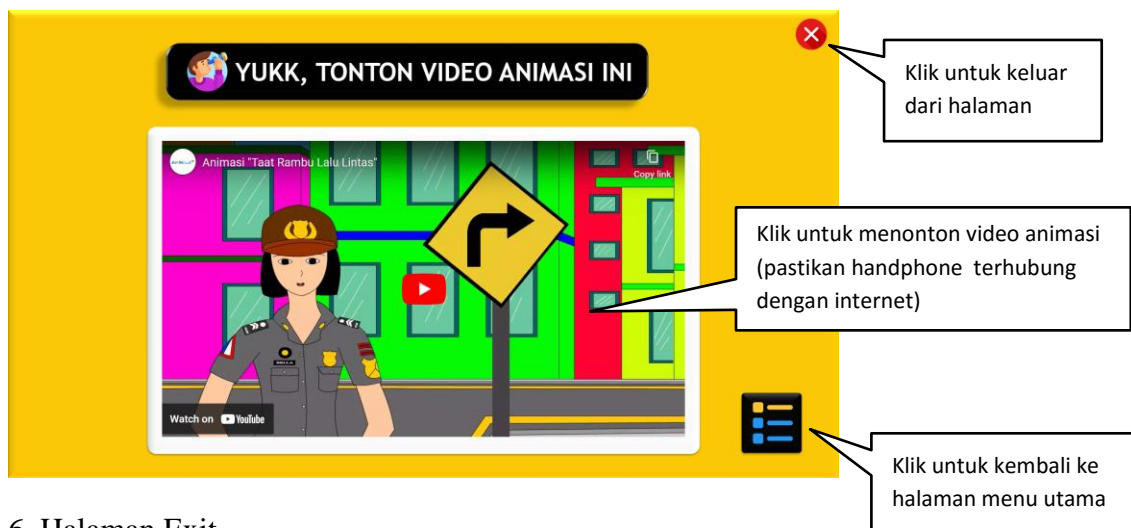 YUKK, TONTON VIDEO ANIMASI INI
Klik untuk keluar
dari halaman
Animasi "Taat Rambu Lalu Lintas"
Copy link
Klik untuk menonton video animasi
(pastikan handphone terhubung
dengan internet)
Watch on YouTube
Klik untuk kembali ke
halaman menu utama
6. Halaman Exit